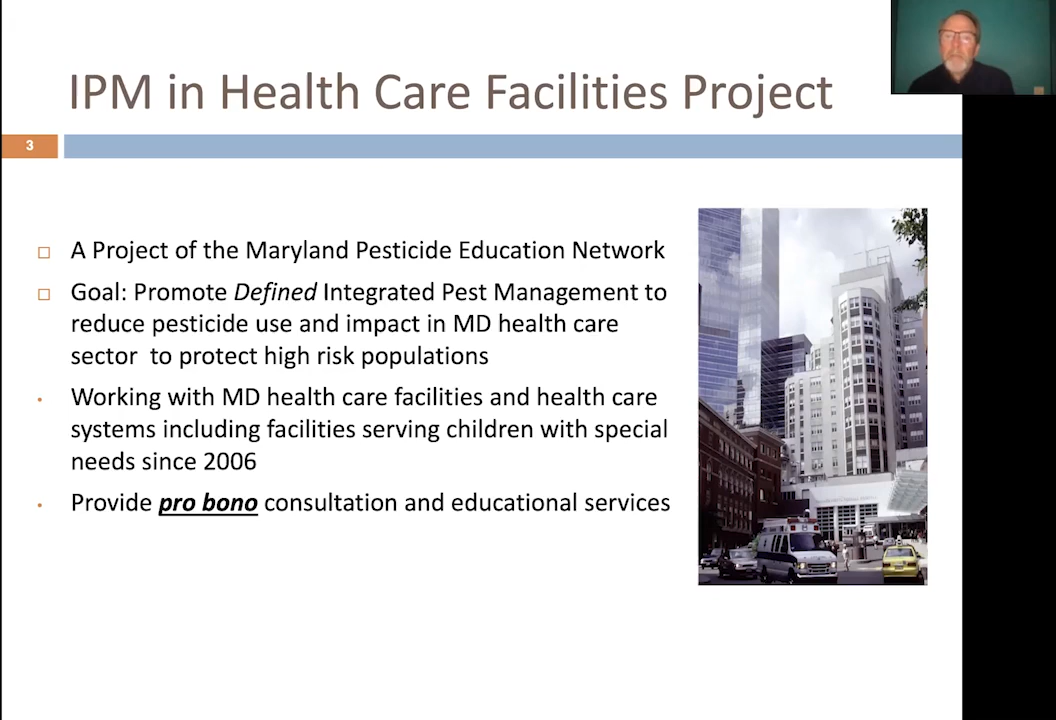 IPM in Health Care Facilities Project
3
A Project of the Maryland Pesticide Education Network
Goal: Promote Defined Integrated Pest Management to
reduce pesticide use and impact in MD health care
sector to protect high risk populations
Working with MD health care facilities and health care
systems including facilities serving children with special
needs since 2006
Provide pro bono consultation and educational services